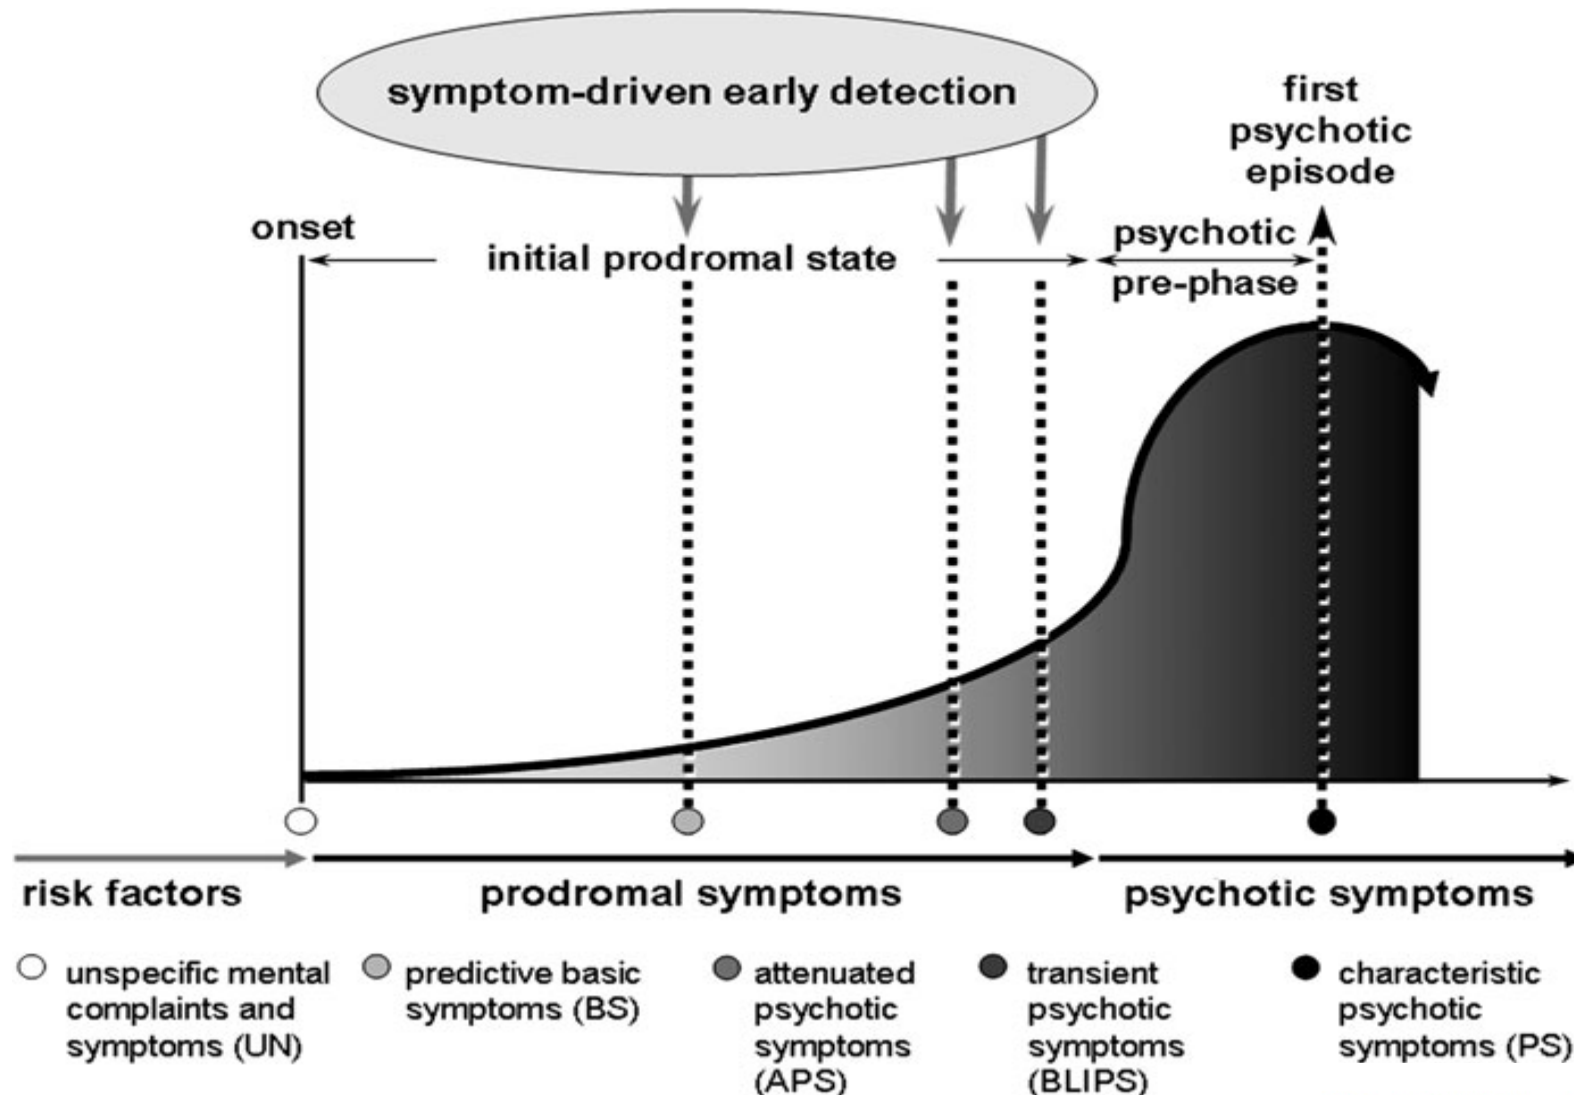 symptom-driven early detection
first
psychotic
episode
onset
initial prodromal state
psychotic
pre-phase
risk factors
prodromal symptoms
psychotic symptoms
unspecific mental
complaints and
symptoms (UN)
predictive basic
symptoms (BS)
attenuated
psychotic
symptoms
(APS)
transient
psychotic
symptoms
(BLIPS)
characteristic
psychotic
symptoms (PS)